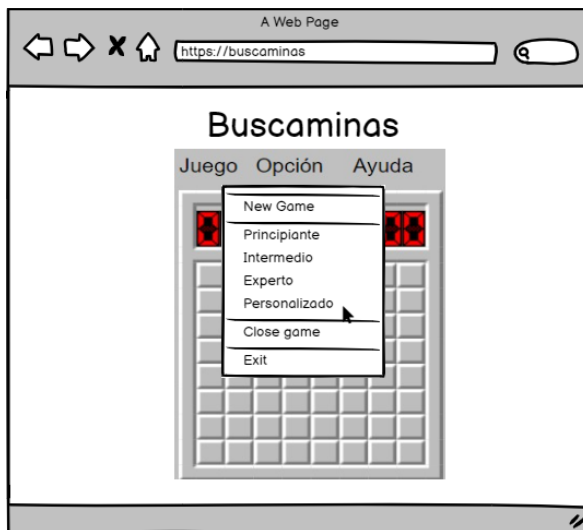 A Web Page
https://buscaminas
Buscaminas
Juego Opción Ayuda
New Game
Principiante
Intermedio
Experto
Personalizado
Close game
Exit